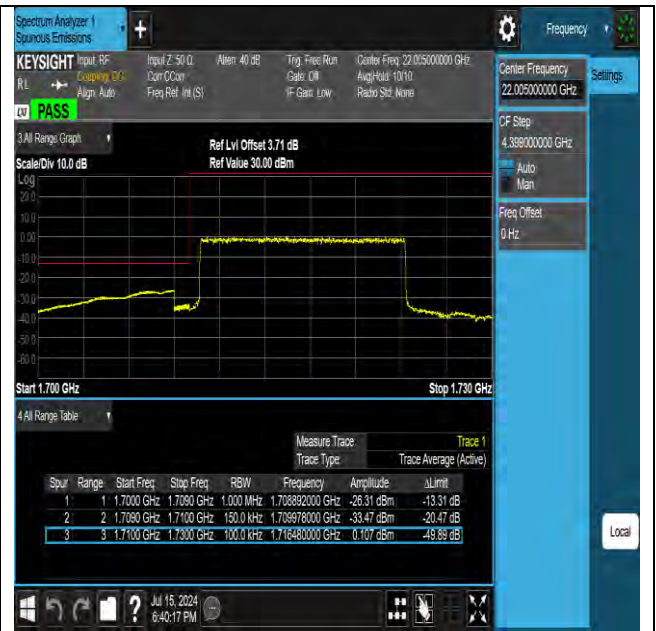 Spectrum Analyzer 1
Spurious Emissions
Frequency
KEYSIGHT Input: RF Input Z: 50 Ω Atten: 40 dB Trig: Free Run Center Freq: 22.005000000 GHz
RL Coupling: DC Corr CCorr Gate: Off Avg|Hold: 10/10
Align: Auto Freq Ref: Int (S) IF Gain: Low Radio Std: None
PASS
Center Frequency
22.005000000 GHz
Settings
CF Step
4.399000000 GHz
Auto
Man
Freq Offset
0 Hz
3 All Range Graph
Ref Lvl Offset 3.71 dB
Scale/Div 10.0 dB Ref Value 30.00 dBm
Log
20.0
10.0
0.00
-10.0
-20.0
-30.0
-40.0
-50.0
-60.0
Start 1.700 GHz Stop 1.730 GHz
4 All Range Table
Measure Trace Trace 1
Trace Type Trace Average (Active)
Spur Range Start Freq Stop Freq RBW Frequency Amplitude ΔLimit
1 1 1.7000 GHz 1.7090 GHz 1.000 MHz 1.708892000 GHz -26.31 dBm -13.31 dB
2 2 1.7090 GHz 1.7100 GHz 150.0 kHz 1.709978000 GHz -33.47 dBm -20.47 dB
3 3 1.7100 GHz 1.7300 GHz 100.0 kHz 1.716480000 GHz 0.107 dBm -49.89 dB
Local
?
Jul 15, 2024
6:40:17 PM